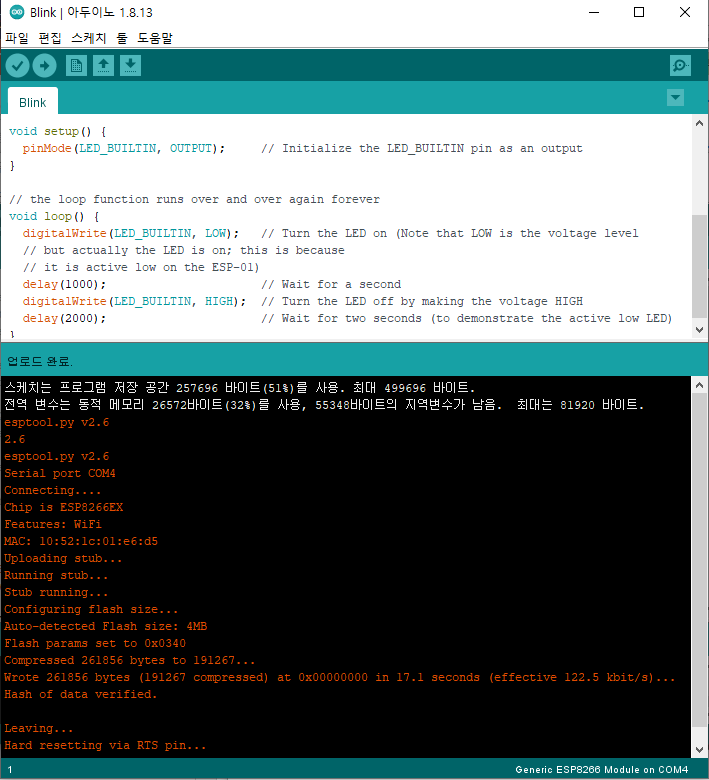 Blink | 아두이노 1.8.13
파일 편집 스케치 툴 도움말
Blink
void setup() {
  pinMode(LED_BUILTIN, OUTPUT);     // Initialize the LED_BUILTIN pin as an output
}
// the loop function runs over and over again forever
void loop() {
  digitalWrite(LED_BUILTIN, LOW);   // Turn the LED on (Note that LOW is the voltage level
  // but actually the LED is on; this is because
  // it is active low on the ESP-01)
  delay(1000);                      // Wait for a second
  digitalWrite(LED_BUILTIN, HIGH);  // Turn the LED off by making the voltage HIGH
  delay(2000);                      // Wait for two seconds (to demonstrate the active low LED)
}
업로드 완료.
스케치는 프로그램 저장 공간 257696 바이트(51%)를 사용. 최대 499696 바이트.
전역 변수는 동적 메모리 26572바이트(32%)를 사용, 55348바이트의 지역변수가 남음.  최대는 81920 바이트.
esptool.py v2.6
2.6
esptool.py v2.6
Serial port COM4
Connecting....
Chip is ESP8266EX
Features: WiFi
MAC: 10:52:1c:01:e6:d5
Uploading stub...
Running stub...
Stub running...
Configuring flash size...
Auto-detected Flash size: 4MB
Flash params set to 0x0340
Compressed 261856 bytes to 191267...
Wrote 261856 bytes (191267 compressed) at 0x00000000 in 17.1 seconds (effective 122.5 kbit/s)...
Hash of data verified.
Leaving...
Hard resetting via RTS pin...
1
Generic ESP8266 Module on COM4